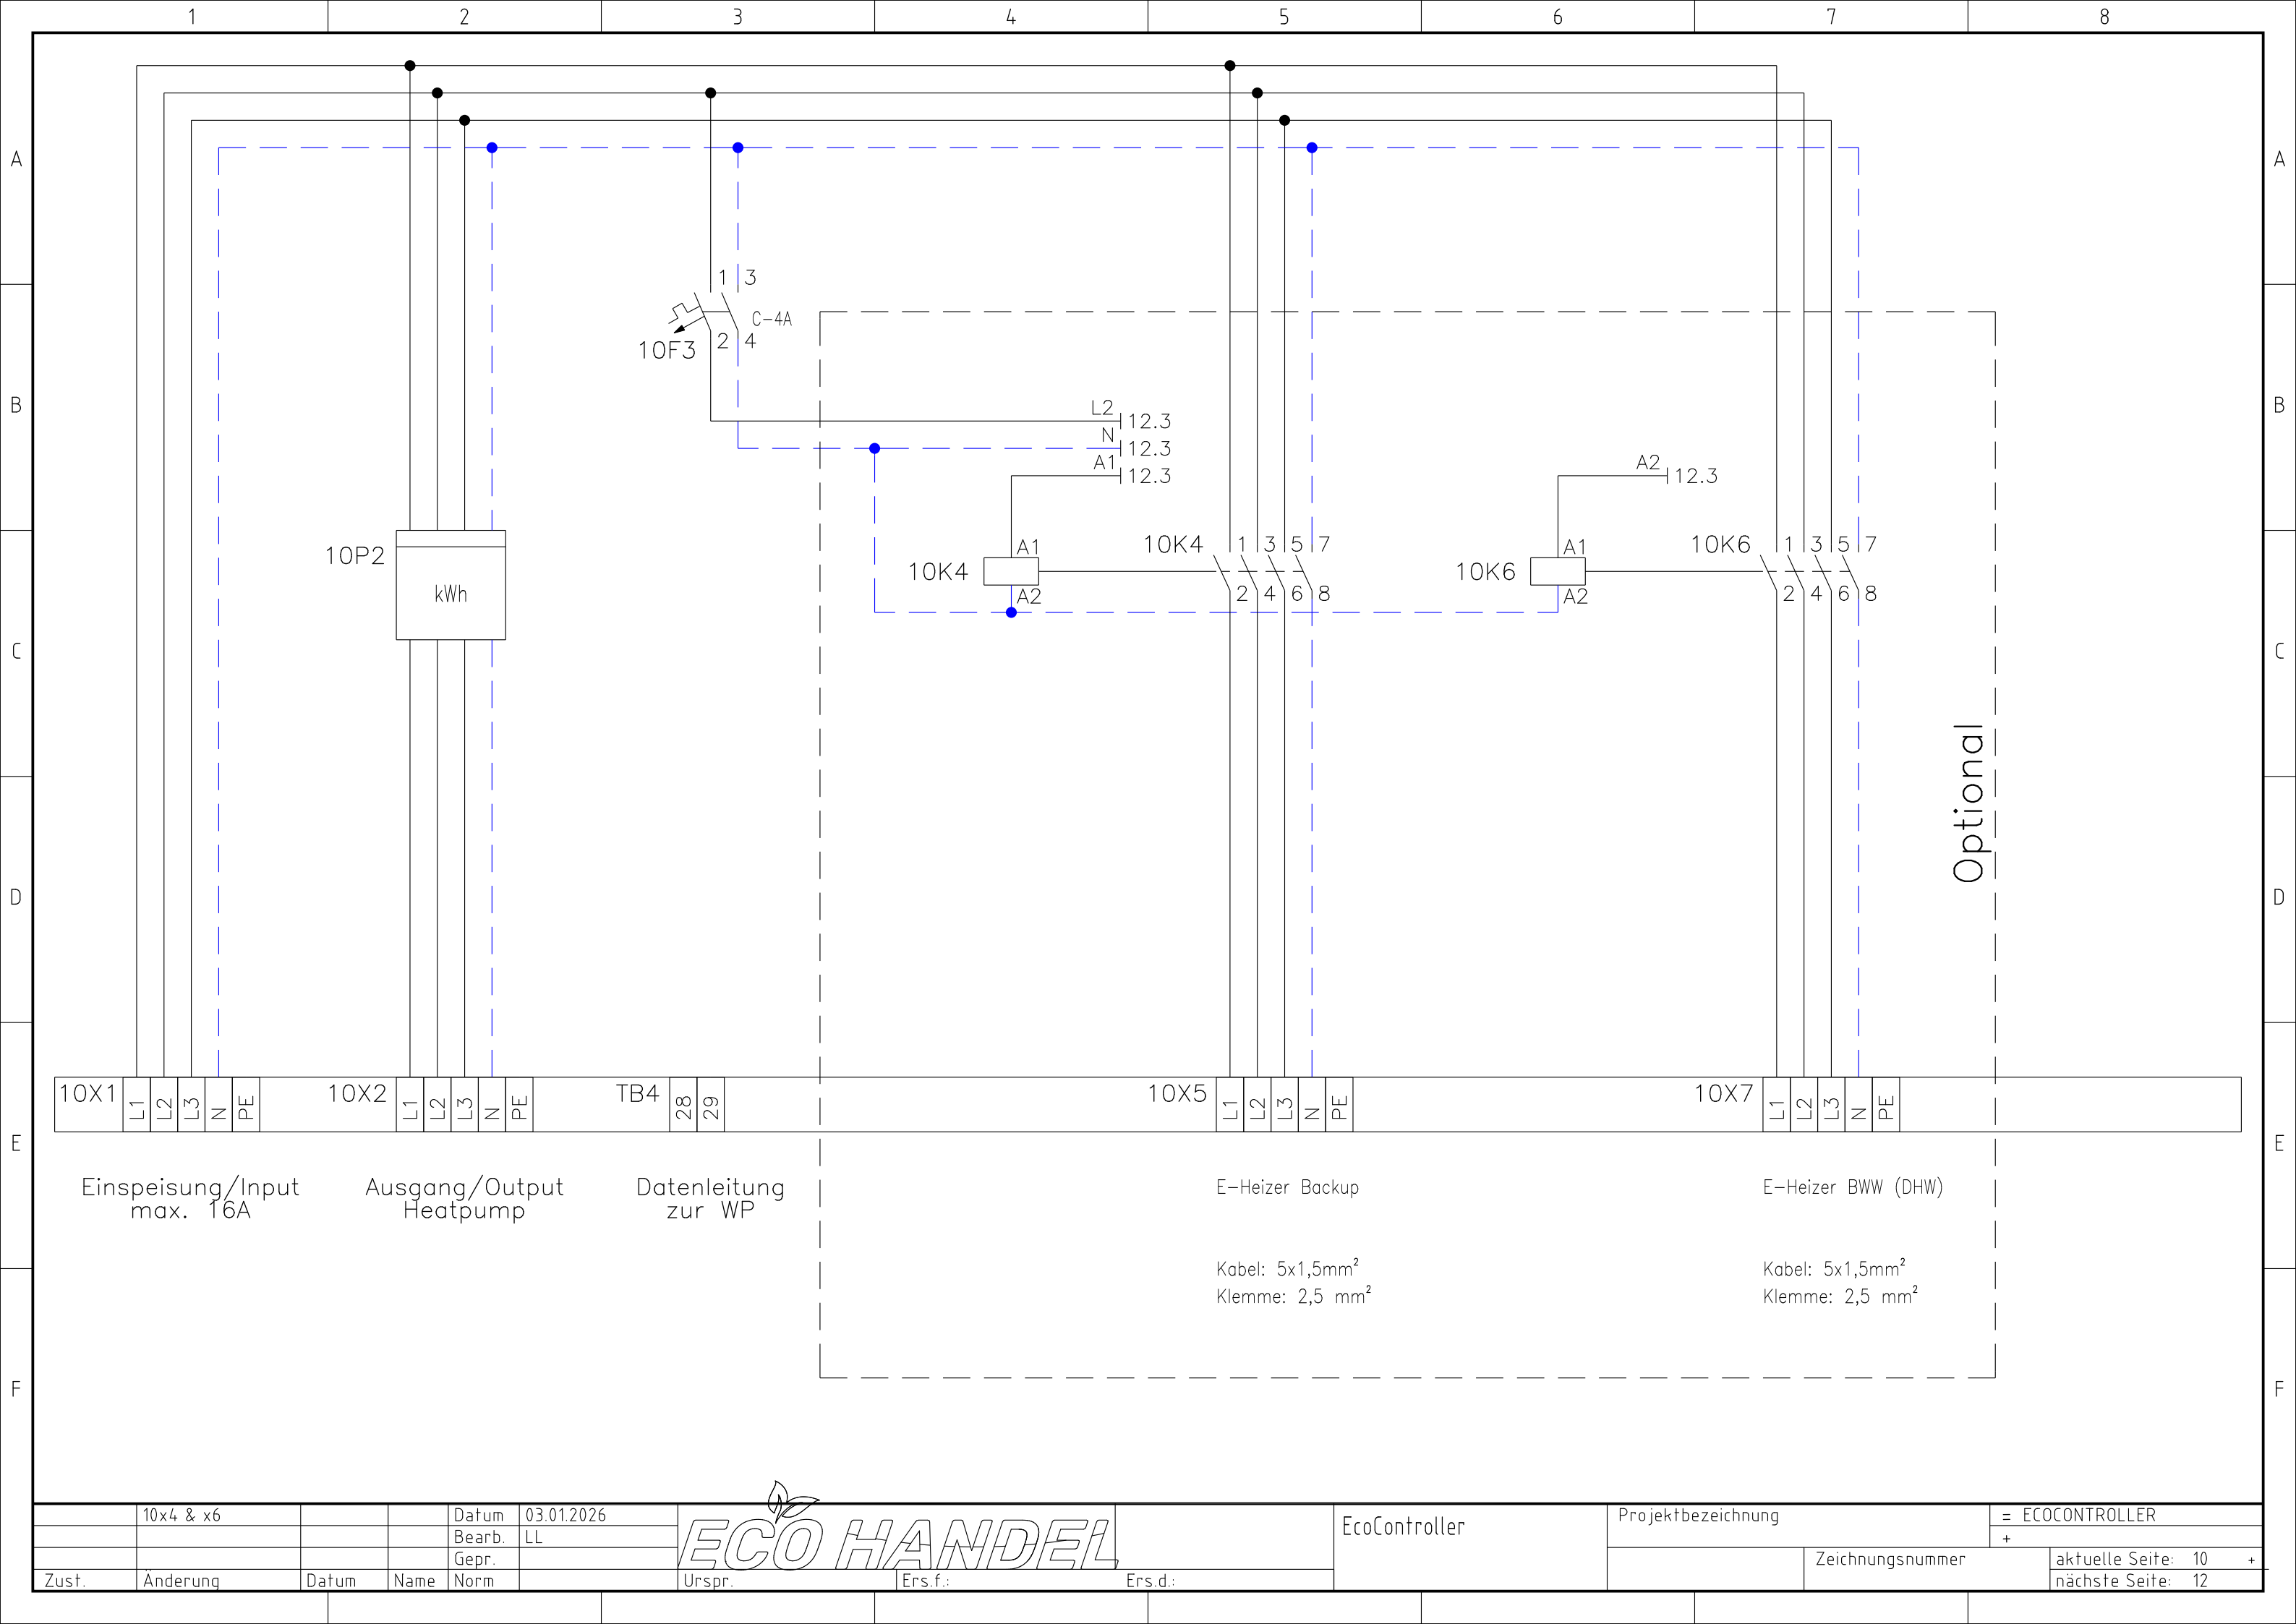 1 2 3 4 5 6 7 8
A A
1 3
C-4A
10F3 2 4
B L2 12.3 B
N 12.3
A1 12.3 A2 12.3
10P2 10K4 A1 10K4 1 3 5 7 10K6 A1 10K6 1 3 5 7
kWh A2 2 4 6 8 A2 2 4 6 8
C C
Optional
D D
10X1 L1 L2 L3 N PE 10X2 L1 L2 L3 N PE TB4 28 29 10X5 L1 L2 L3 N PE 10X7 L1 L2 L3 N PE
E E
Einspeisung/Input
max. 16A
Ausgang/Output
Heatpump
Datenleitung
zur WP
E-Heizer Backup
E-Heizer BWW (DHW)
Kabel: 5x1,5mm²
Klemme: 2,5 mm²
Kabel: 5x1,5mm²
Klemme: 2,5 mm²
F F
10x4 & x6
Datum 03.01.2026
Bearb. LL
Gepr.
Zust. Änderung Datum Name Norm
ECO HANDEL
Urspr. Ers.f.: Ers.d.:
EcoController
Projektbezeichnung
= ECOCONTROLLER
+
Zeichnungsnummer
aktuelle Seite: 10 +
nächste Seite: 12